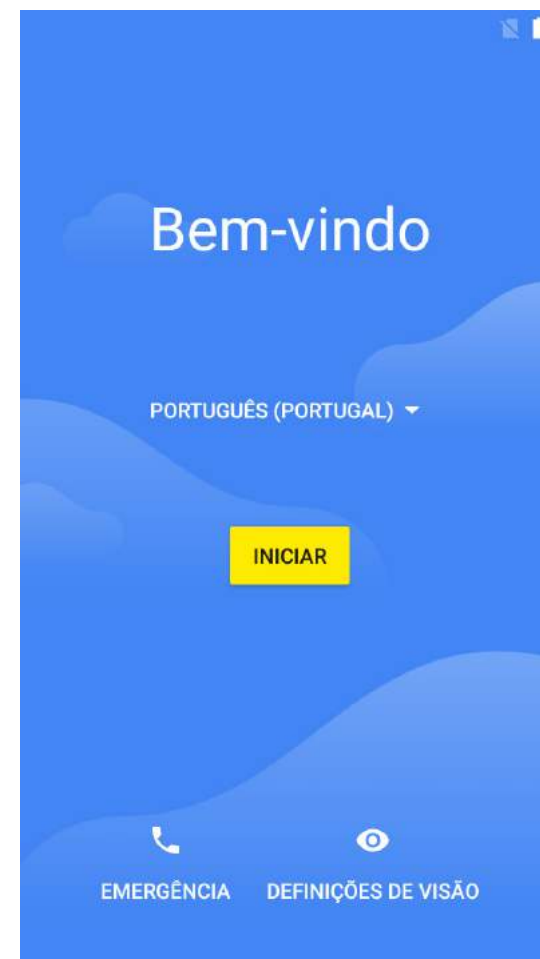 Bem-vindo
PORTUGUÊS (PORTUGAL)
INICIAR
EMERGÊNCIA DEFINIÇÕES DE VISÃO